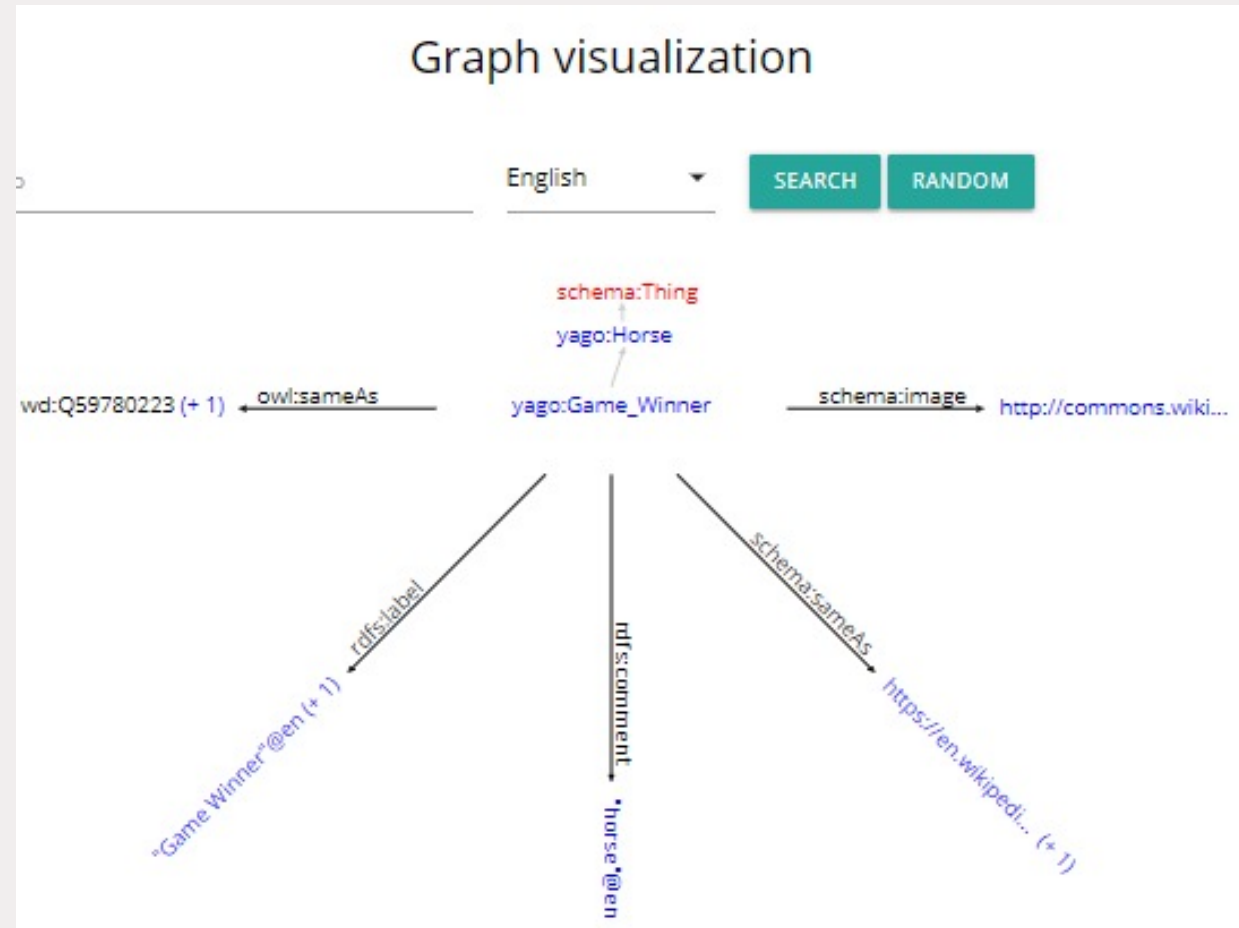 Graph visualization
English
SEARCH
RANDOM
schema:Thing
yago:Horse
wd:Q59780223 (+ 1)
owl:sameAs
yago:Game_Winner
schema:image
http://commons.wiki...
rdfs:label
rdfs:comment
schema:sameAs
"Game Winner"@en (+ 1)
"horse"@en
https://en.wikipedi... (+ 1)